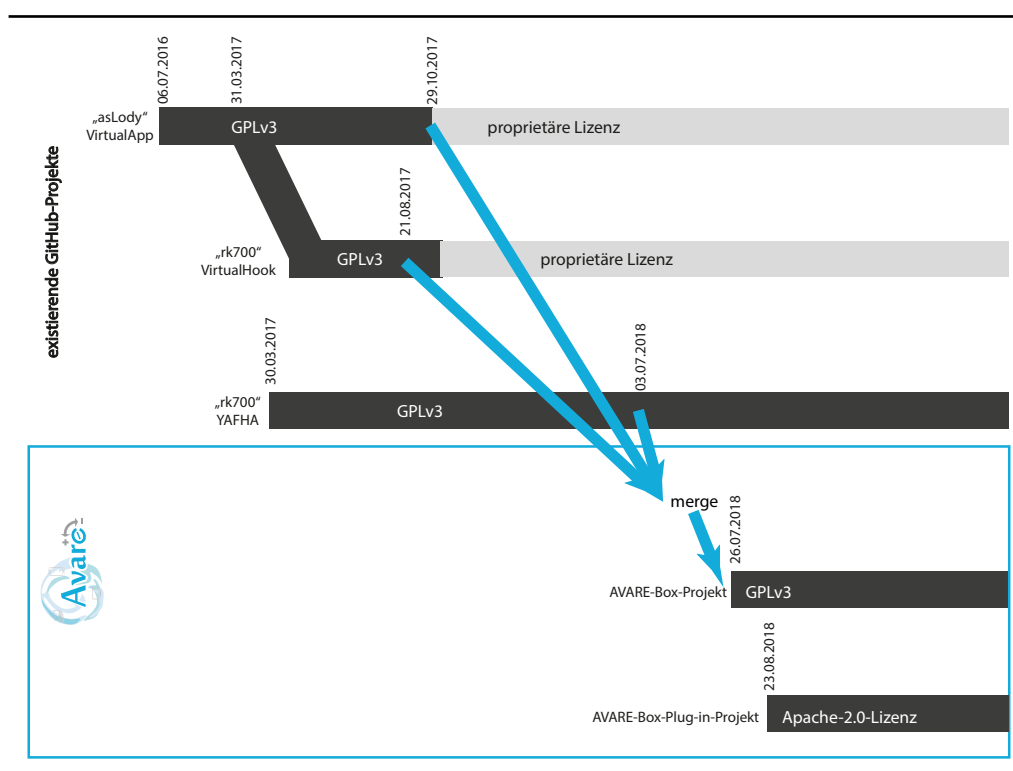 existierende GitHub-Projekte
06.07.2016
31.03.2017
29.10.2017
„asLody“
VirtualApp
GPLv3
proprietäre Lizenz
21.08.2017
„rk700“
VirtualHook
GPLv3
proprietäre Lizenz
30.03.2017
03.07.2018
„rk700“
YAFHA
GPLv3
Avare
merge
26.07.2018
AVARE-Box-Projekt
GPLv3
23.08.2018
AVARE-Box-Plug-in-Projekt
Apache-2.0-Lizenz